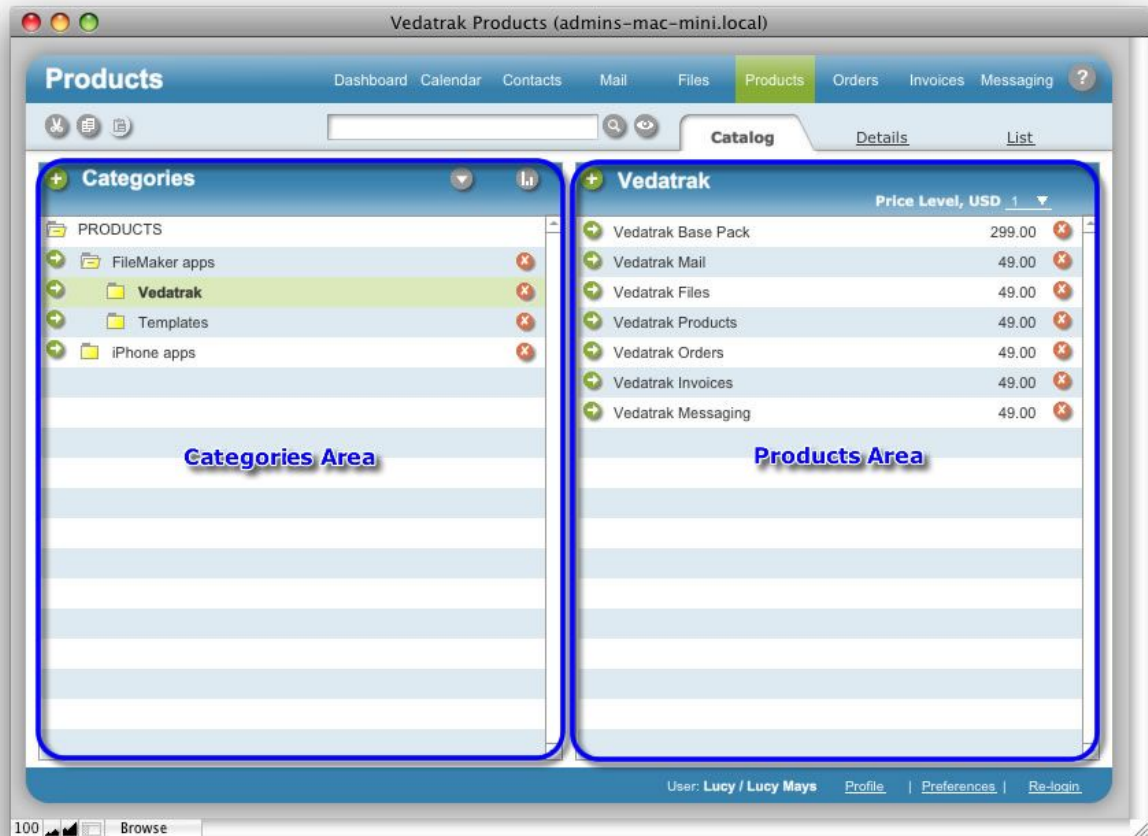 Vedatrak Products (admins-mac-mini.local)
Products
Dashboard Calendar Contacts Mail Files Products Orders Invoices Messaging ?
Catalog Details List
Categories
PRODUCTS
FileMaker apps
Vedatrak
Templates
iPhone apps
Categories Area
Vedatrak
Price Level, USD 1
Vedatrak Base Pack 299.00
Vedatrak Mail 49.00
Vedatrak Files 49.00
Vedatrak Products 49.00
Vedatrak Orders 49.00
Vedatrak Invoices 49.00
Vedatrak Messaging 49.00
Products Area
User: Lucy / Lucy Mays Profile | Preferences | Re-login
100 Browse